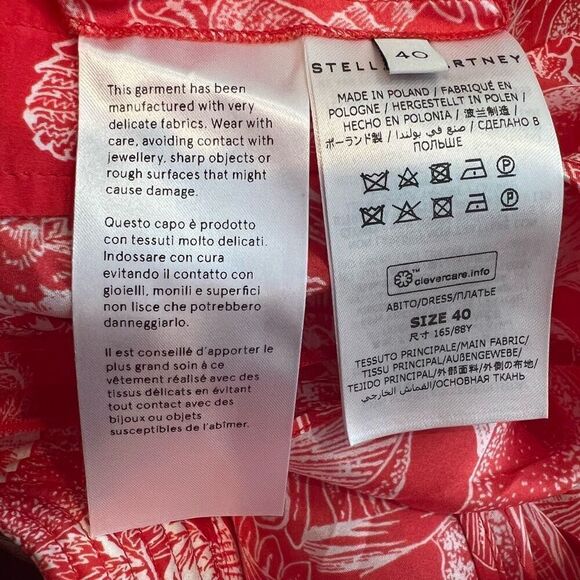 This garment has been
manufactured with very
delicate fabrics. Wear with
care, avoiding contact with
jewellery, sharp objects or
rough surfaces that might
cause damage.
Questo capo è prodotto
con tessuti molto delicati.
Indossare con cura
evitando il contatto con
gioielli, monili e superfici
non lisce che potrebbero
danneggiarlo.
Il est conseillé d'apporter le
plus grand soin à ce
vêtement réalisé avec des
tissus délicats en évitant
tout contact avec des
bijoux ou objets
susceptibles de l'abîmer.
40
STELL RTNEY
MADE IN POLAND / FABRIQUÉ EN
POLOGNE / HERGESTELLT IN POLEN /
HECHO EN POLONIA / 波兰制造 /
ポーランド製 / صنع في بولندا / СДЕЛАНО В
ПОЛЬШЕ
P
P
™ clevercare.info
ABITO/DRESS/ПЛАТЬЕ
SIZE 40
尺寸 165/88Y
TESSUTO PRINCIPALE/MAIN FABRIC/
TISSU PRINCIPAL/AUßENGEWEBE/
TEJIDO PRINCIPAL/外部面料/外側の布地/
القماش الخارجي/ОСНОВНАЯ ТКАНЬ